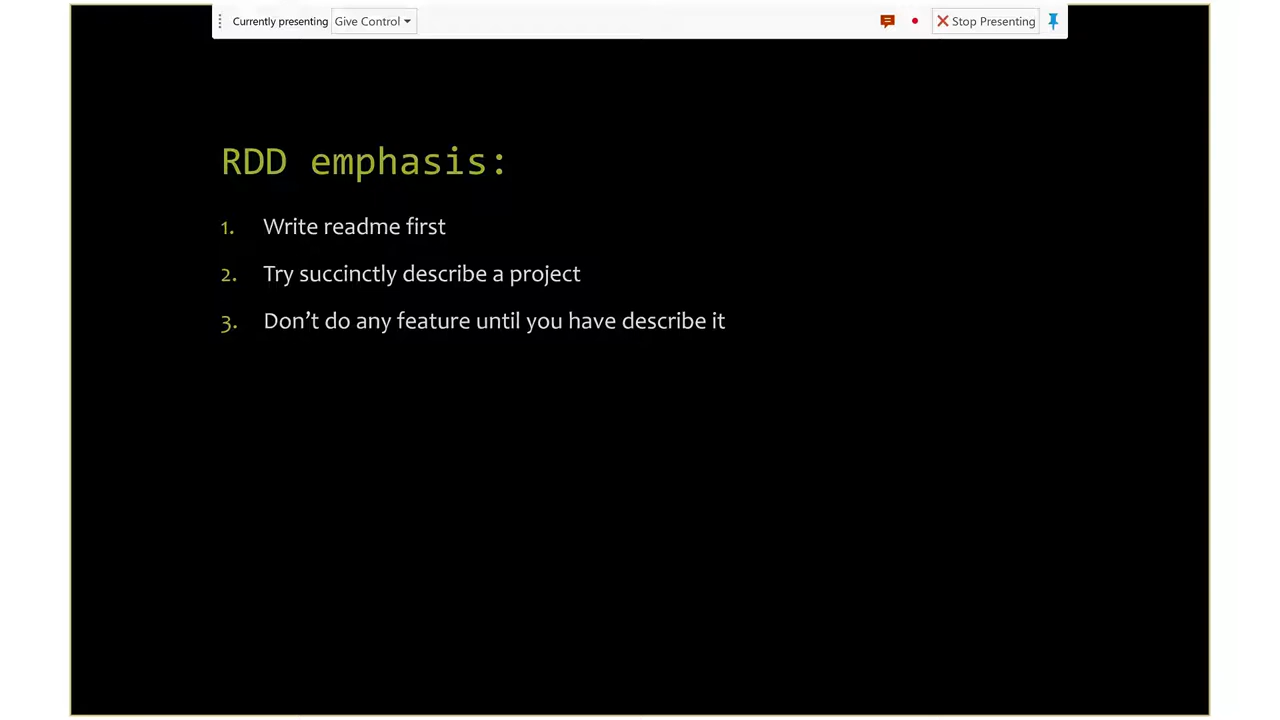 Currently presenting Give Control Stop Presenting
RDD emphasis:
1. Write readme first
2. Try succinctly describe a project
3. Don’t do any feature until you have describe it